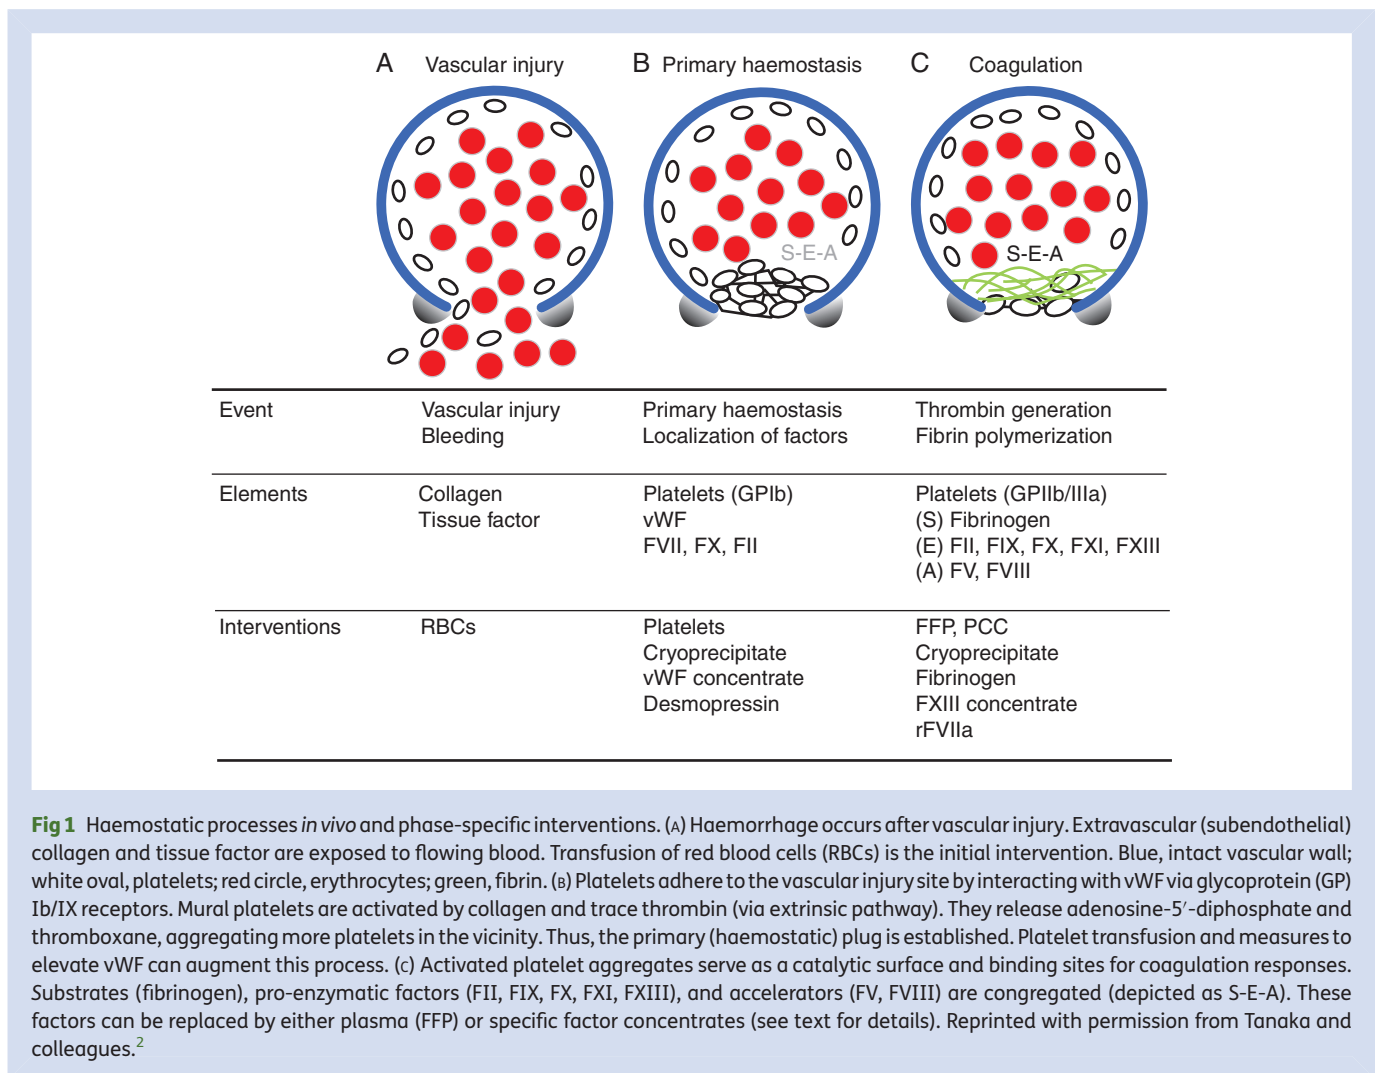 A Vascular injury
B Primary haemostasis
C Coagulation
S-E-A
S-E-A
Event
Vascular injury
Bleeding
Primary haemostasis
Localization of factors
Thrombin generation
Fibrin polymerization
Elements
Collagen
Tissue factor
Platelets (GPIb)
vWF
FVII, FX, FII
Platelets (GPIIb/IIIa)
(S) Fibrinogen
(E) FII, FIX, FX, FXI, FXIII
(A) FV, FVIII
Interventions
RBCs
Platelets
Cryoprecipitate
vWF concentrate
Desmopressin
FFP, PCC
Cryoprecipitate
Fibrinogen
FXIII concentrate
rFVIIa
Fig 1 Haemostatic processes in vivo and phase-specific interventions. (A) Haemorrhage occurs after vascular injury. Extravascular (subendothelial)
collagen and tissue factor are exposed to flowing blood. Transfusion of red blood cells (RBCs) is the initial intervention. Blue, intact vascular wall;
white oval, platelets; red circle, erythrocytes; green, fibrin. (B) Platelets adhere to the vascular injury site by interacting with vWF via glycoprotein (GP)
Ib/IX receptors. Mural platelets are activated by collagen and trace thrombin (via extrinsic pathway). They release adenosine-5′-diphosphate and
thromboxane, aggregating more platelets in the vicinity. Thus, the primary (haemostatic) plug is established. Platelet transfusion and measures to
elevate vWF can augment this process. (C) Activated platelet aggregates serve as a catalytic surface and binding sites for coagulation responses.
Substrates (fibrinogen), pro-enzymatic factors (FII, FIX, FX, FXI, FXIII), and accelerators (FV, FVIII) are congregated (depicted as S-E-A). These
factors can be replaced by either plasma (FFP) or specific factor concentrates (see text for details). Reprinted with permission from Tanaka and
colleagues.2